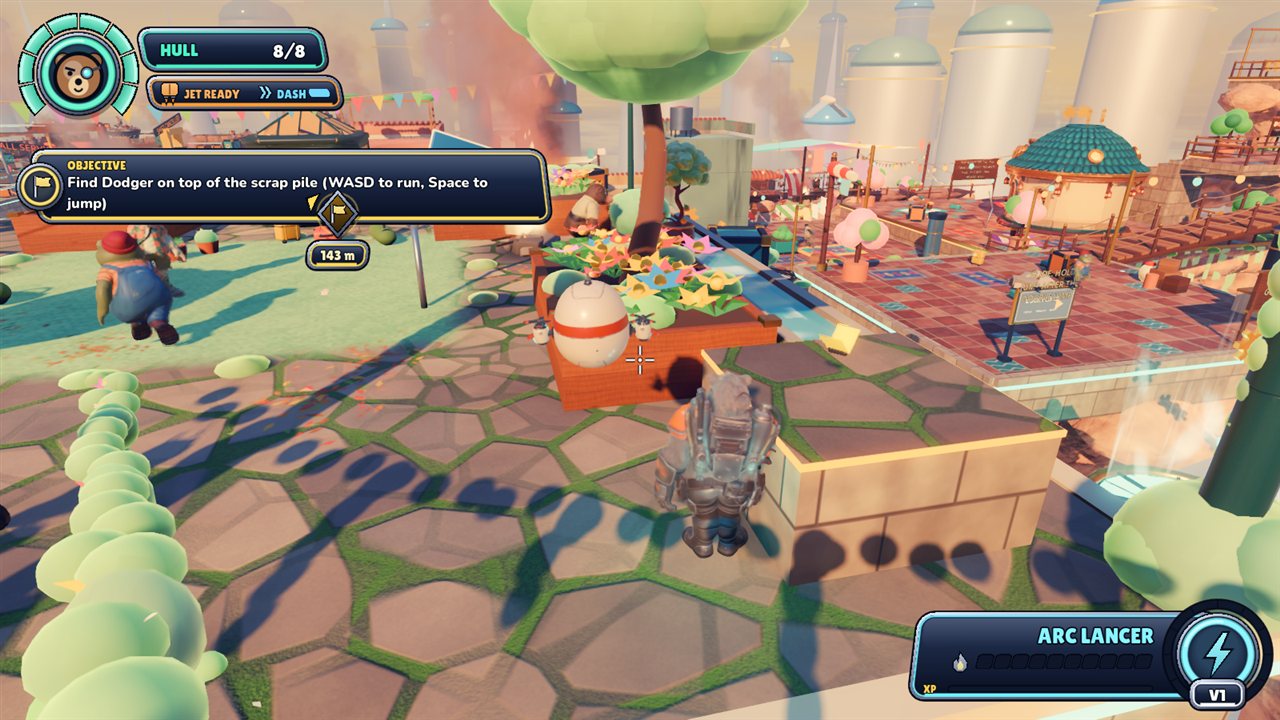 HULL 8/8
JET READY DASH
OBJECTIVE
Find Dodger on top of the scap pile (WASD to run, Space to
jump)
143 m
ARC LANCER
XP
V1